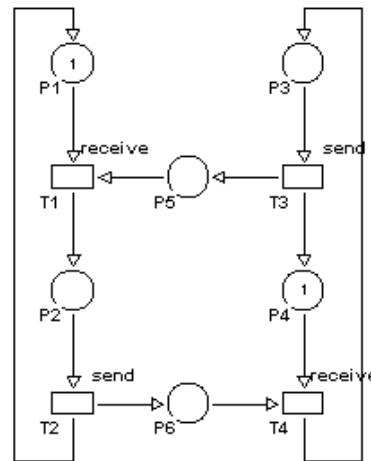 1
P1 P3
receive send
T1 P5 T3
1
P2 P4
send receive
T2 P6 T4